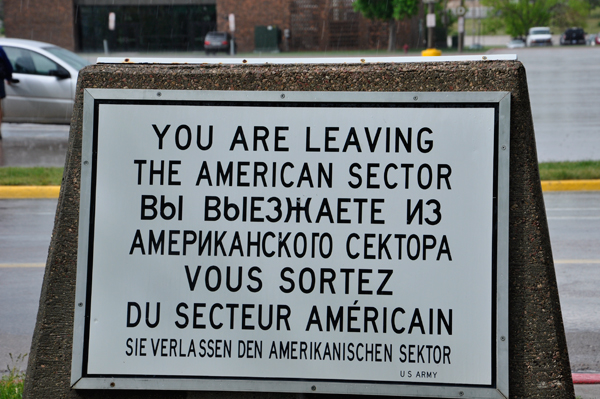 YOU ARE LEAVING
THE AMERICAN SECTOR
ВЫ ВЫЕЗЖАЕТЕ ИЗ
АМЕРИКАНСКОГО СЕКТОРА
VOUS SORTEZ
DU SECTEUR AMÉRICAIN
SIE VERLASSEN DEN AMERIKANISCHEN SEKTOR
US ARMY